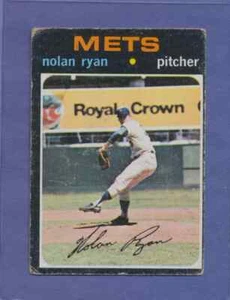 METS
nolan ryan • pitcher
Royal Crown
Nolan Ryan